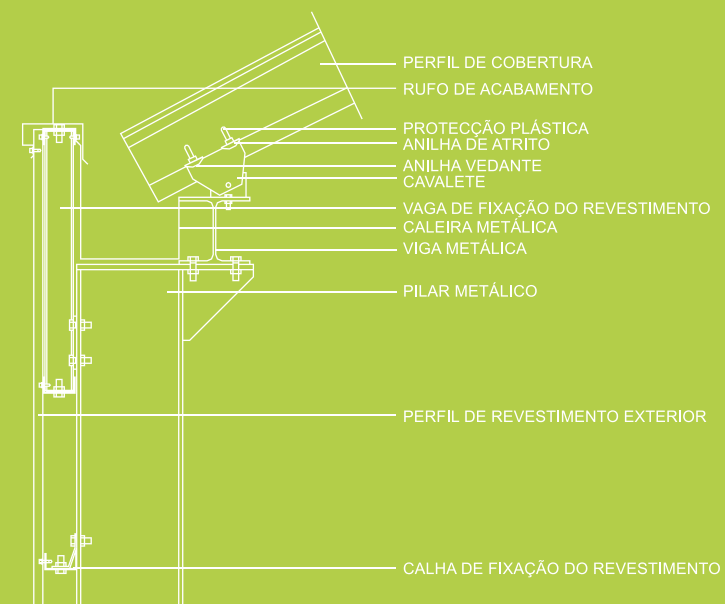 PERFIL DE COBERTURA
RUFO DE ACABAMENTO
PROTECÇÃO PLÁSTICA
ANILHA DE ATRITO
ANILHA VEDANTE
CAVALETE
VAGA DE FIXAÇÃO DO REVESTIMENTO
CALEIRA METÁLICA
VIGA METÁLICA
PILAR METÁLICO
PERFIL DE REVESTIMENTO EXTERIOR
CALHA DE FIXAÇÃO DO REVESTIMENTO